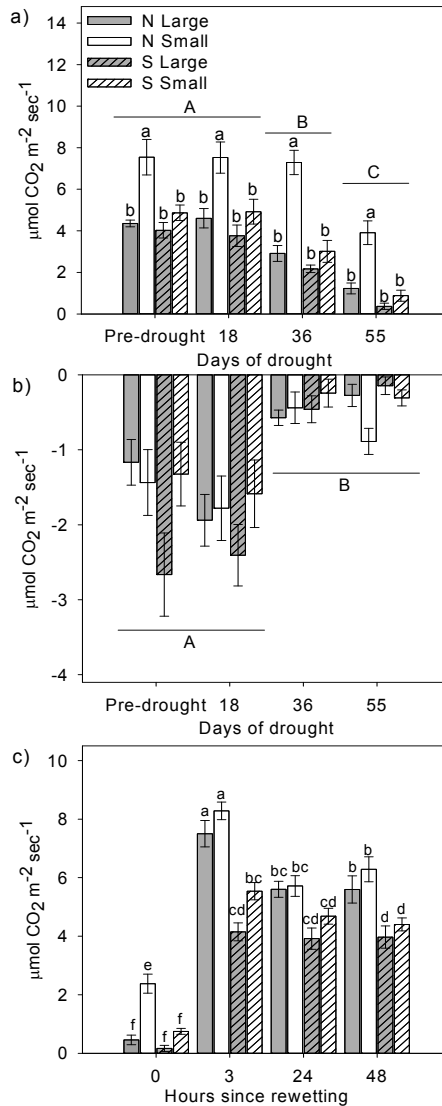 a)
14
12
10
8
6
4
2
0
µmol CO2 m-2 sec-1
N Large
N Small
S Large
S Small
A
B
C
b a b b
b a b b
b a b b
b a b b
Pre-drought 18 36 55
Days of drought
b)
0
-1
-2
-3
-4
µmol CO2 m-2 sec-1
A
B
Pre-drought 18 36 55
Days of drought
c)
10
8
6
4
2
0
µmol CO2 m-2 sec-1
f e f f
a a cd bc
bc bc cd cd
b b d d
0 3 24 48
Hours since rewetting